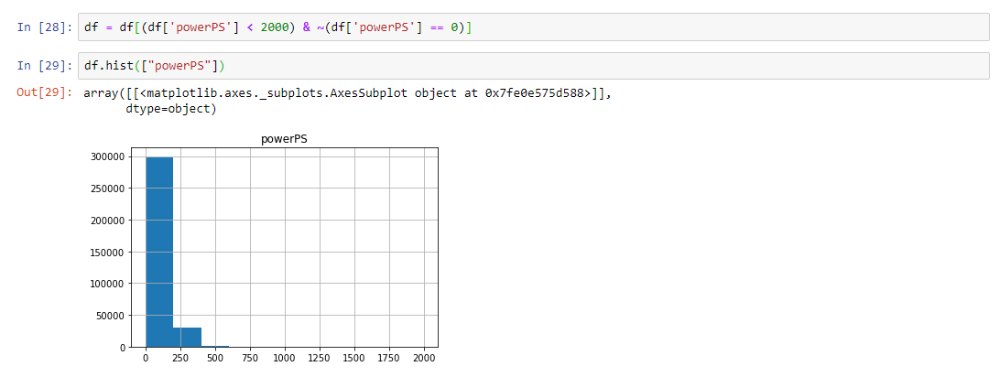 In [28]: df = df[(df['powerPS'] < 2000) & ~(df['powerPS'] == 0)]
In [29]: df.hist(["powerPS"])
Out[29]: array([[<matplotlib.axes._subplots.AxesSubplot object at 0x7fe0e575d588>]],
dtype=object)
powerPS
300000
250000
200000
150000
100000
50000
0
0 250 500 750 1000 1250 1500 1750 2000